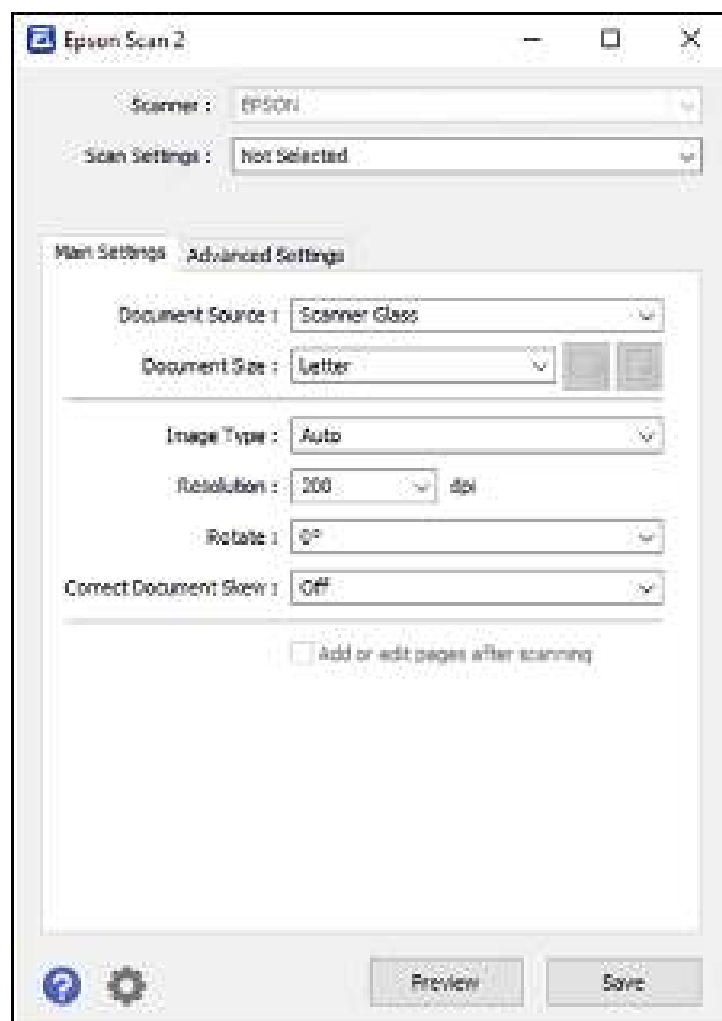 Epson Scan 2
Scanner : EPSON
Scan Settings : Not Selected
Main Settings Advanced Settings
Document Source : Scanner Glass
Document Size : Letter
Image Type : Auto
Resolution : 200 dpi
Rotate : 0°
Correct Document Skew : Off
Add or edit pages after scanning
? Preview Save